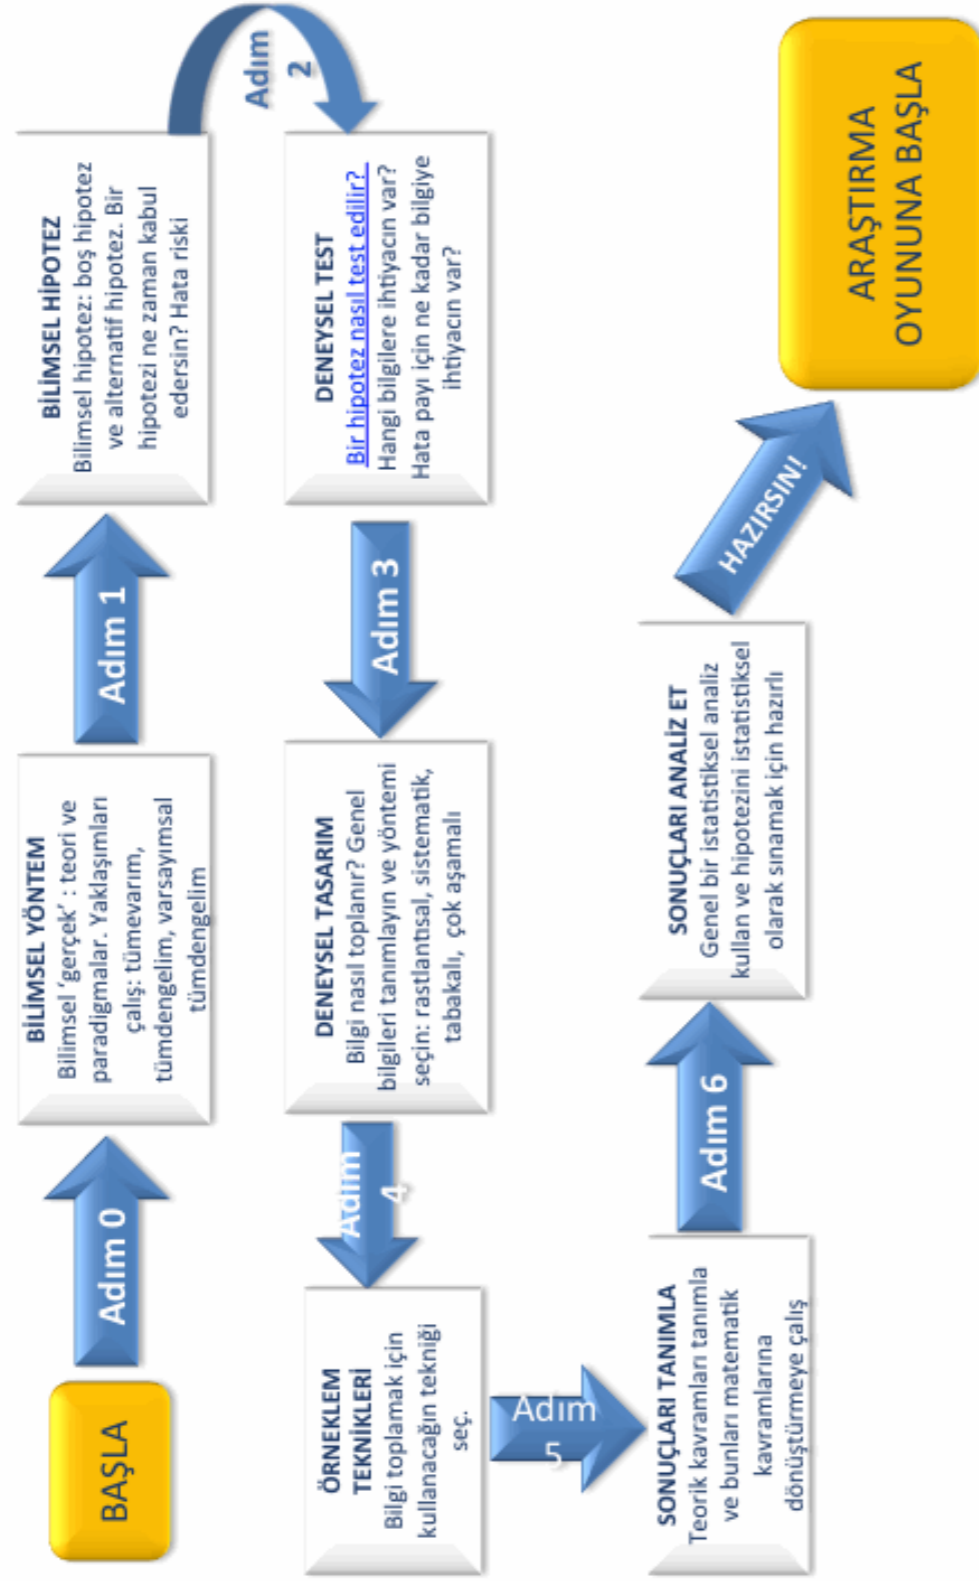 BAŞLA
Adım 0
BİLİMSEL YÖNTEM
Bilimsel ‘gerçek’ : teori ve
paradigmalar. Yaklaşımları
çalış: tümevarım,
tümdengelim, varsayımsal
tümdengelim
Adım 1
BİLİMSEL HİPOTEZ
Bilimsel hipotez: boş hipotez
ve alternatif hipotez. Bir
hipotezi ne zaman kabul
edersin? Hata riski
Adım
2
DENEYSEL TEST
Bir hipotez nasıl test edilir?
Hangi bilgilere ihtiyacın var?
Hata payı için ne kadar bilgiye
ihtiyacın var?
Adım 3
DENEYSEL TASARIM
Bilgi nasıl toplanır? Genel
bilgileri tanımlayın ve yöntemi
seçin: rastlantısal, sistematik,
tabakalı, çok aşamalı
Adım
4
ÖRNEKLEM
TEKNİKLERİ
Bilgi toplamak için
kullanacağın tekniği
seç.
Adım
5
SONUÇLARI TANIMLA
Teorik kavramları tanımla
ve bunları matematik
kavramlarına
dönüştürmeye çalış
Adım 6
SONUÇLARI ANALİZ ET
Genel bir istatistiksel analiz
kullan ve hipotezini istatistiksel
olarak sınamak için hazırlı
HAZIRSIN!
ARAŞTIRMA
OYUNUNA BAŞLA